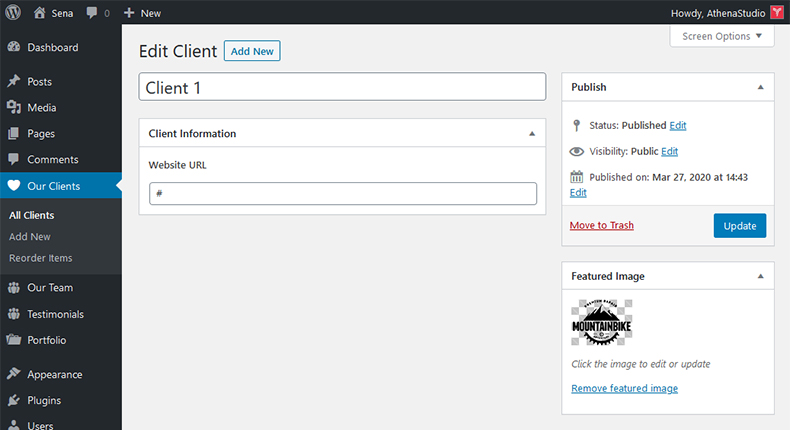 Sena 0 New Howdy, AthenaStudio
Screen Options
Dashboard
Posts
Media
Pages
Comments
Our Clients
All Clients
Add New
Reorder Items
Our Team
Testimonials
Portfolio
Appearance
Plugins
Users
Edit Client Add New
Client 1
Client Information
Website URL
#
Publish
Status: Published Edit
Visibility: Public Edit
Published on: Mar 27, 2020 at 14:43
Edit
Move to Trash Update
Featured Image
MOUNTAINBIKE
Click the image to edit or update
Remove featured image